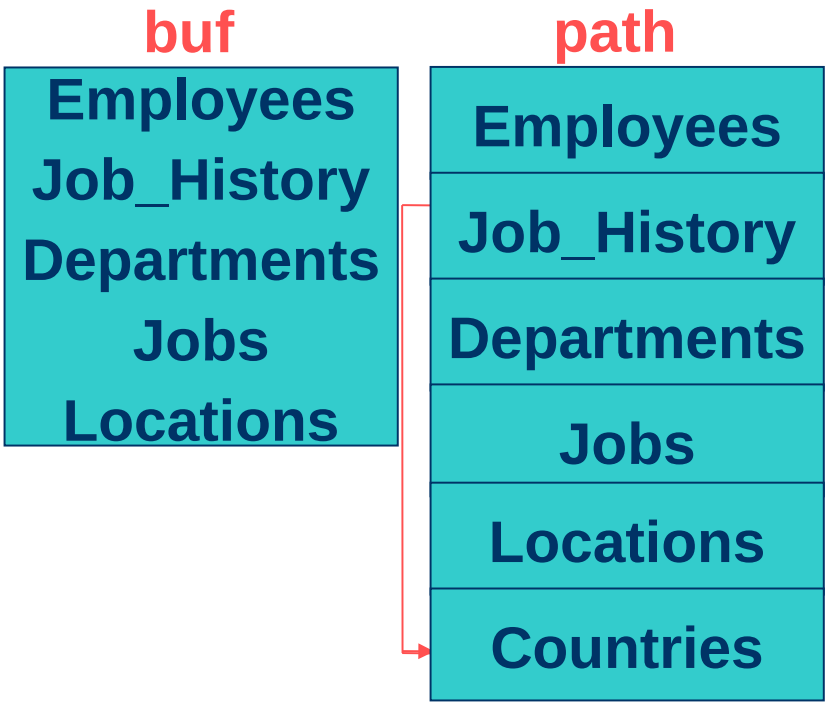 buf
Employees
Job_History
Departments
Jobs
Locations
path
Employees
Job_History
Departments
Jobs
Locations
Countries